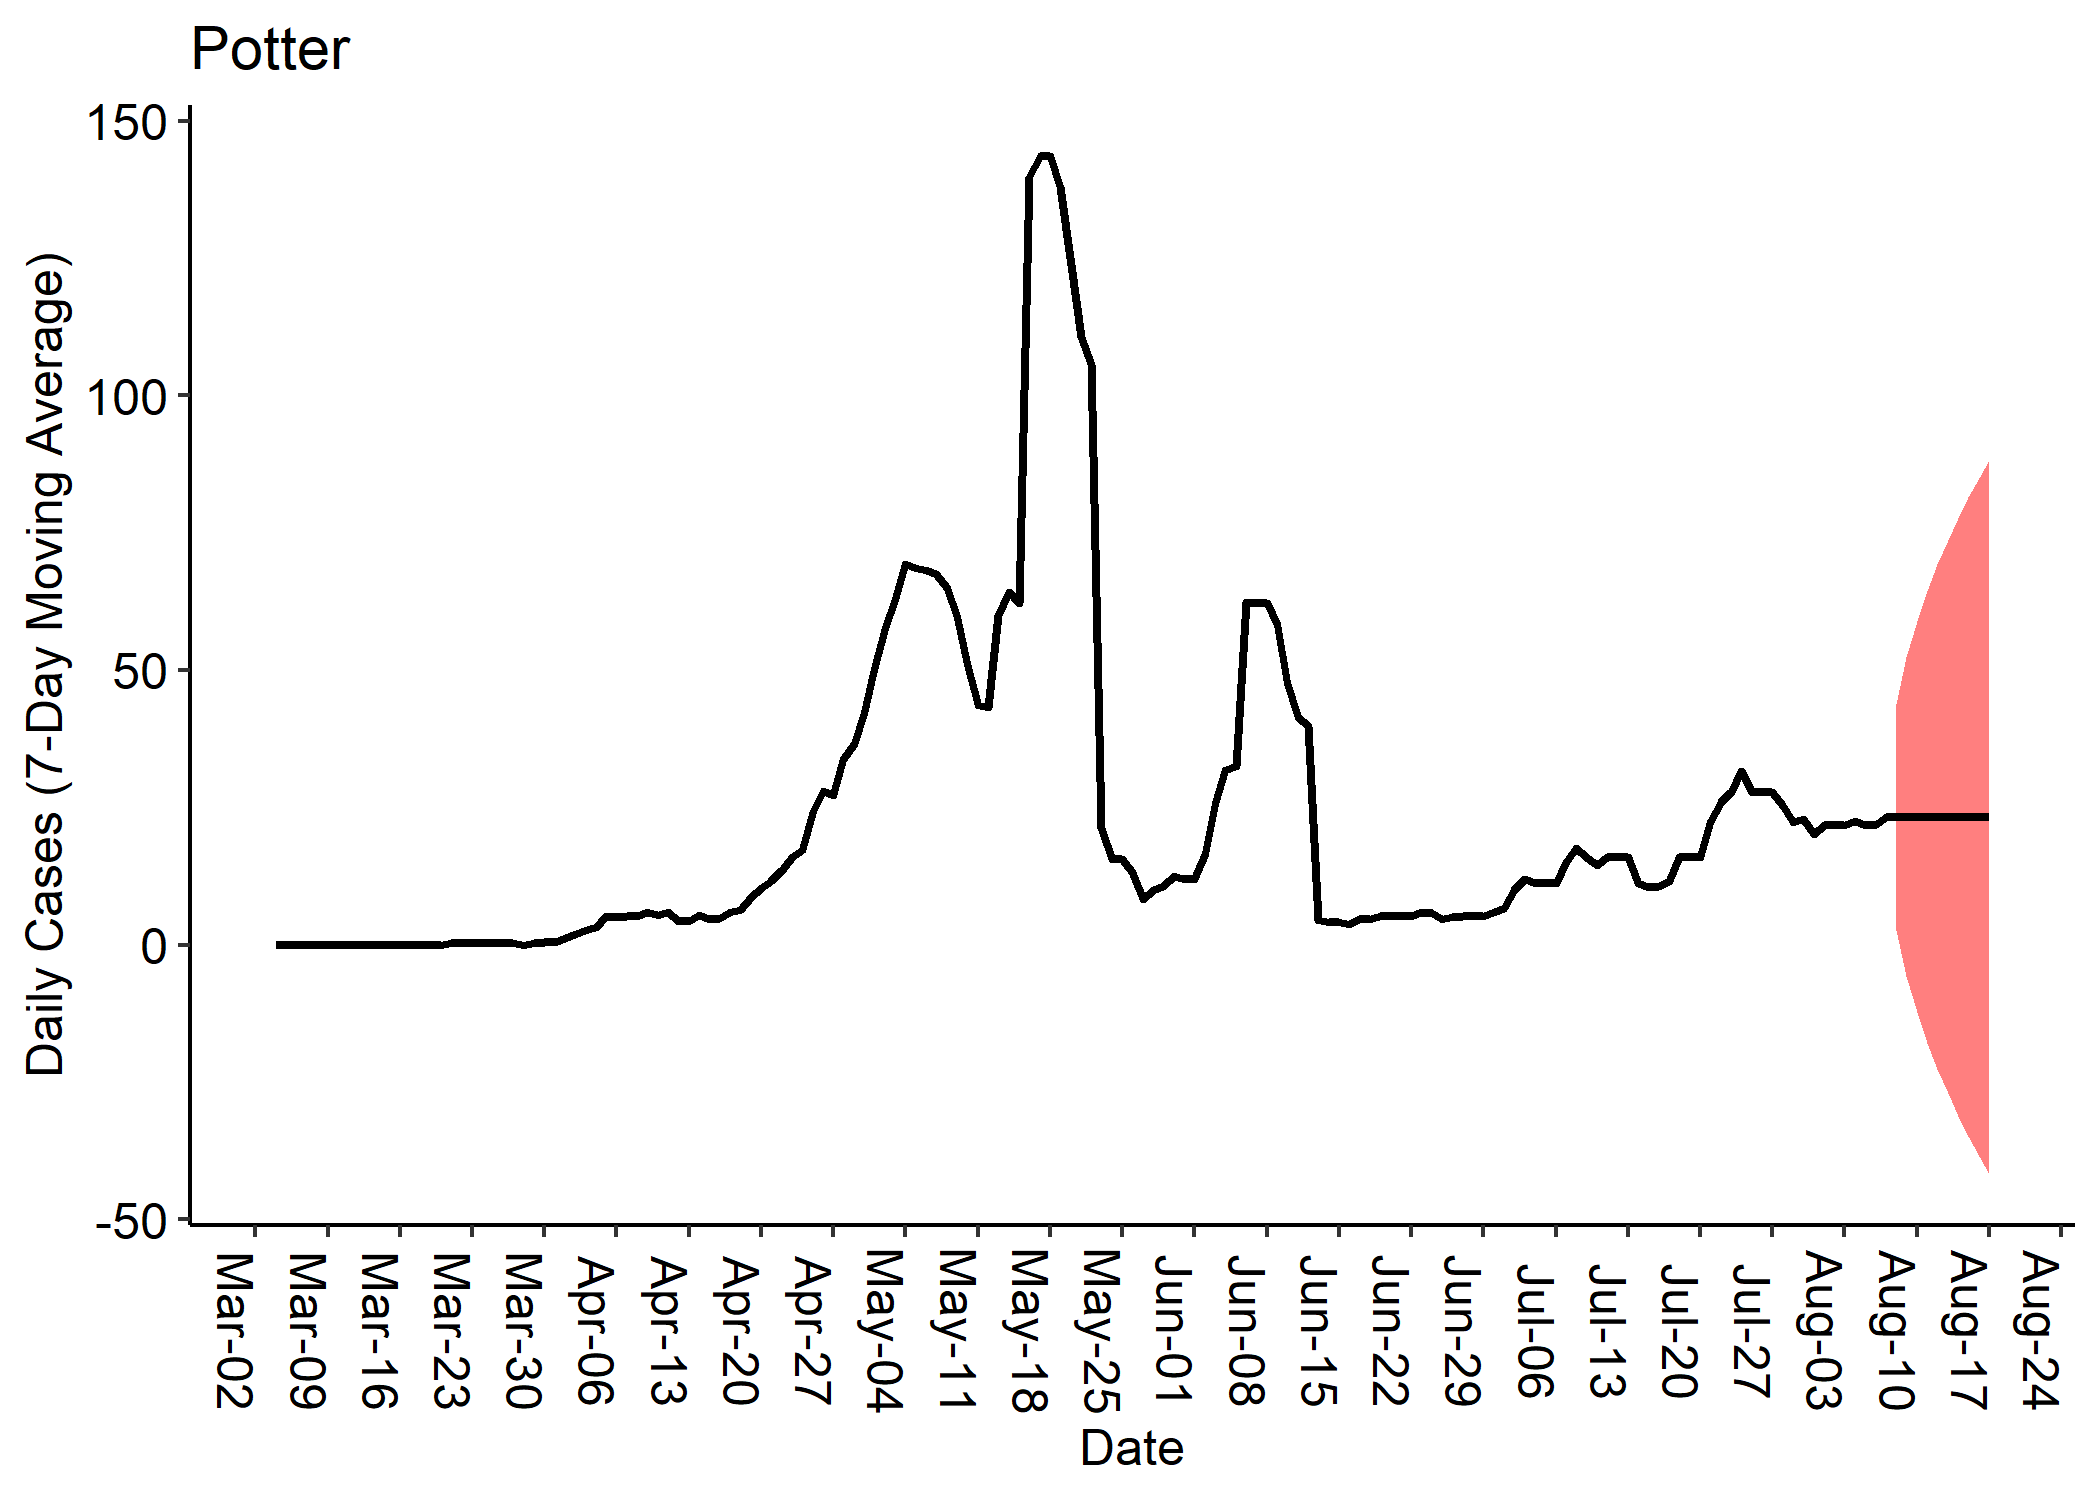 Potter
Daily Cases (7-Day Moving Average)
150
100
50
0
-50
Mar-02
Mar-09
Mar-16
Mar-23
Mar-30
Apr-06
Apr-13
Apr-20
Apr-27
May-04
May-11
May-18
May-25
Jun-01
Jun-08
Jun-15
Jun-22
Jun-29
Jul-06
Jul-13
Jul-20
Jul-27
Aug-03
Aug-10
Aug-17
Aug-24
Date